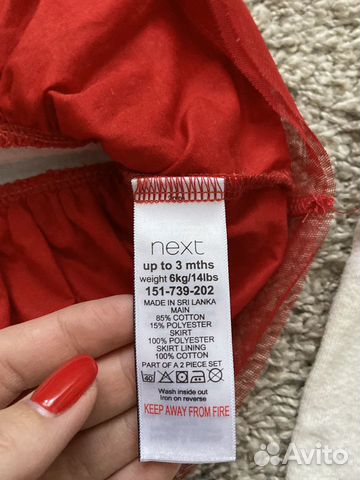 next
up to 3 mths
weight 6kg/14lbs
151-739-202
MADE IN SRI LANKA
MAIN
85% COTTON
15% POLYESTER
SKIRT
100% POLYESTER
SKIRT LINING
100% COTTON
PART OF A 2 PIECE SET
40
Wash inside out
Iron on reverse
KEEP AWAY FROM FIRE
Avito